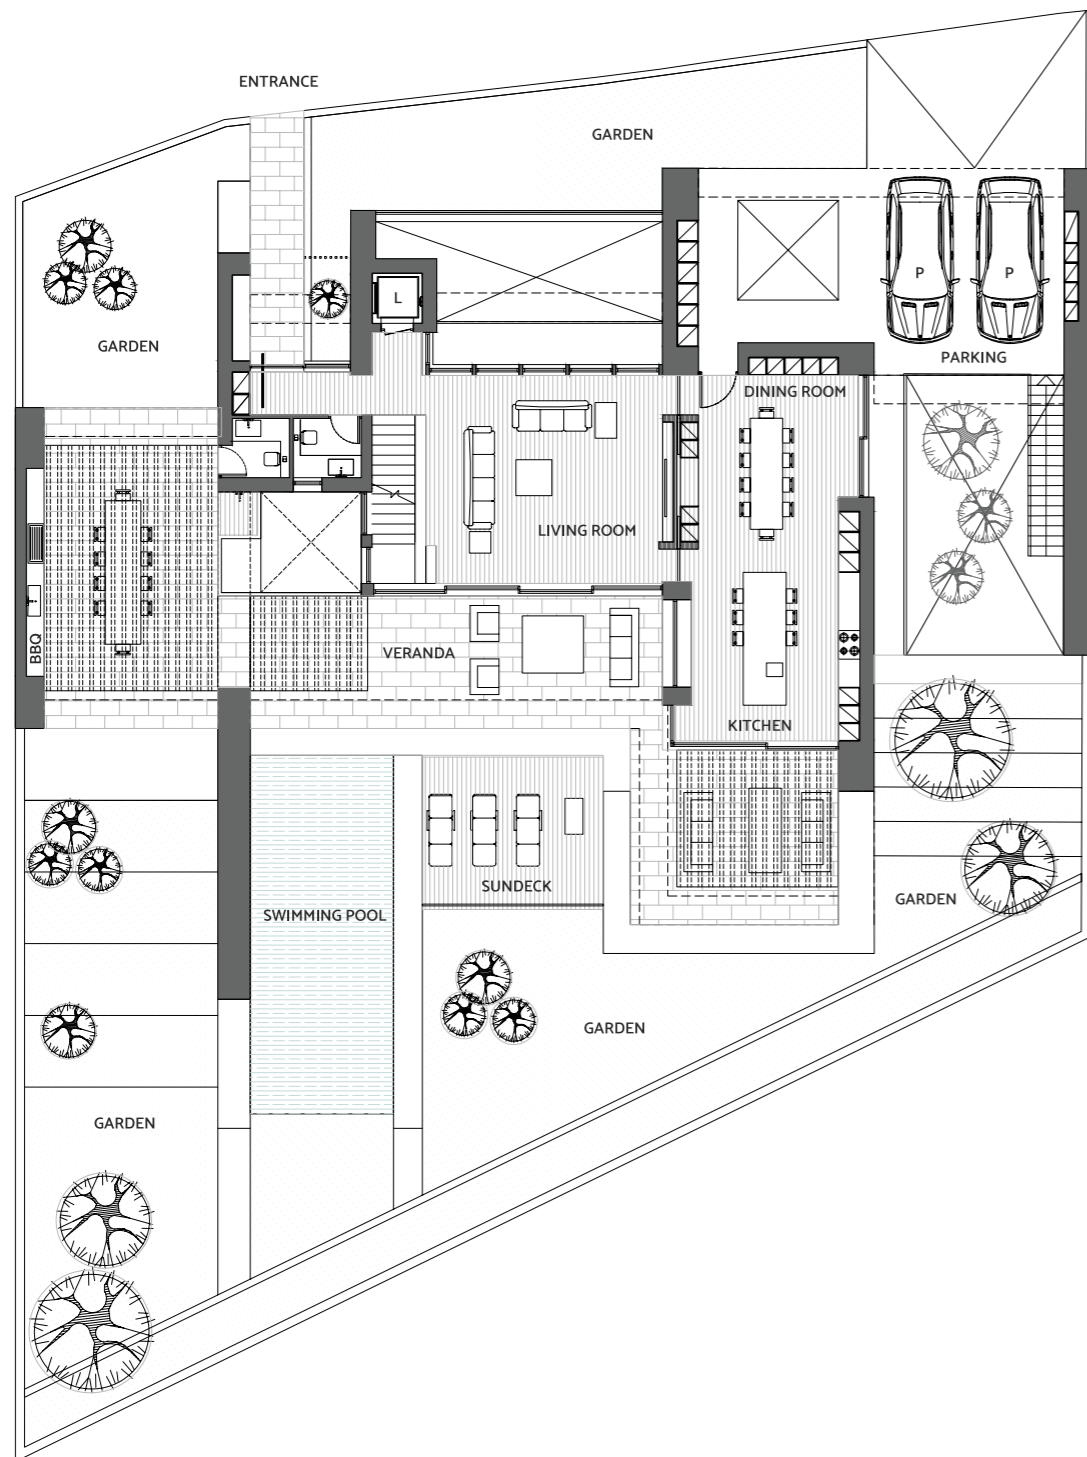 ENTRANCE
GARDEN
P
P
L
GARDEN
PARKING
DINING ROOM
LIVING ROOM
BBQ
VERANDA
KITCHEN
SUNDECK
GARDEN
SWIMMING POOL
GARDEN
GARDEN